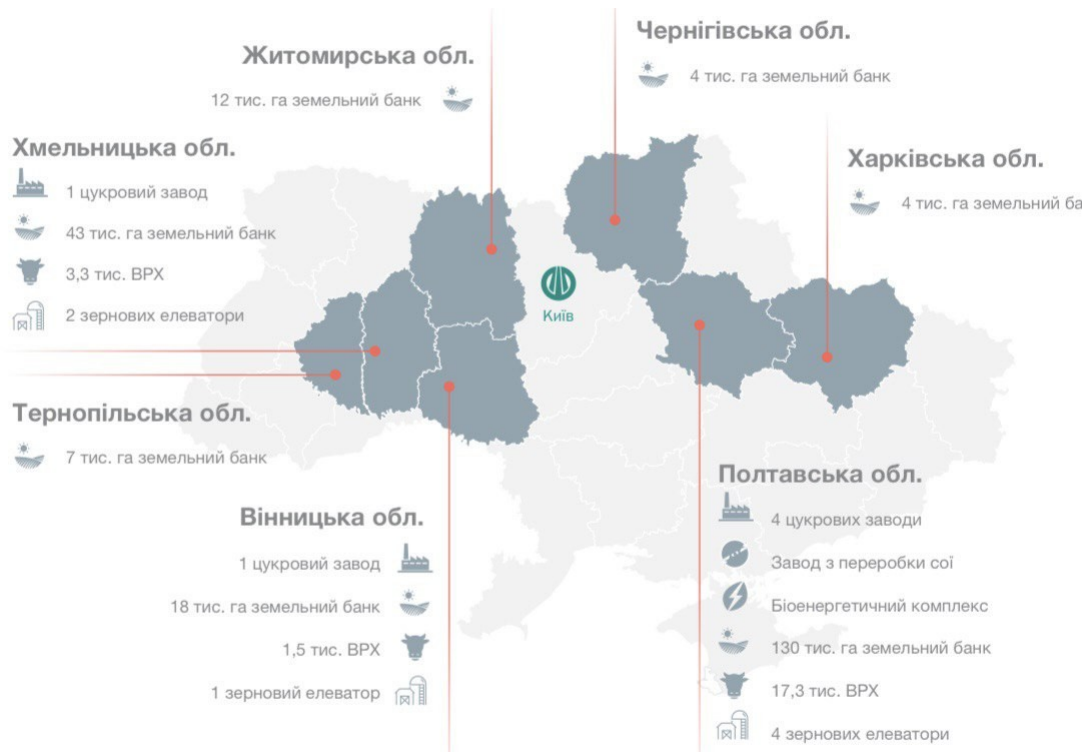 Житомирська обл.
12 тис. га земельний банк
Чернігівська обл.
4 тис. га земельний банк
Хмельницька обл.
1 цукровий завод
43 тис. га земельний банк
3,3 тис. ВРХ
2 зернових елеватори
Харківська обл.
4 тис. га земельний ба
Київ
Тернопільська обл.
7 тис. га земельний банк
Вінницька обл.
1 цукровий завод
18 тис. га земельний банк
1,5 тис. ВРХ
1 зерновий елеватор
Полтавська обл.
4 цукрових заводи
Завод з переробки сої
Біоенергетичний комплекс
130 тис. га земельний банк
17,3 тис. ВРХ
4 зернових елеватори